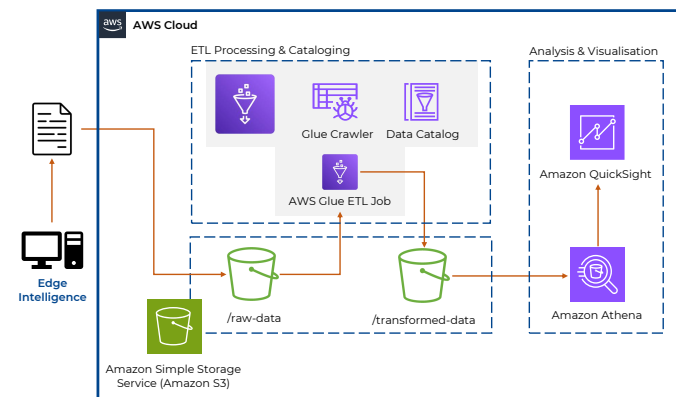 aws
AWS Cloud
ETL Processing & Cataloging
Analysis & Visualisation
Glue Crawler
Data Catalog
Amazon QuickSight
AWS Glue ETL Job
Edge
Intelligence
/raw-data
/transformed-data
Amazon Athena
Amazon Simple Storage
Service (Amazon S3)